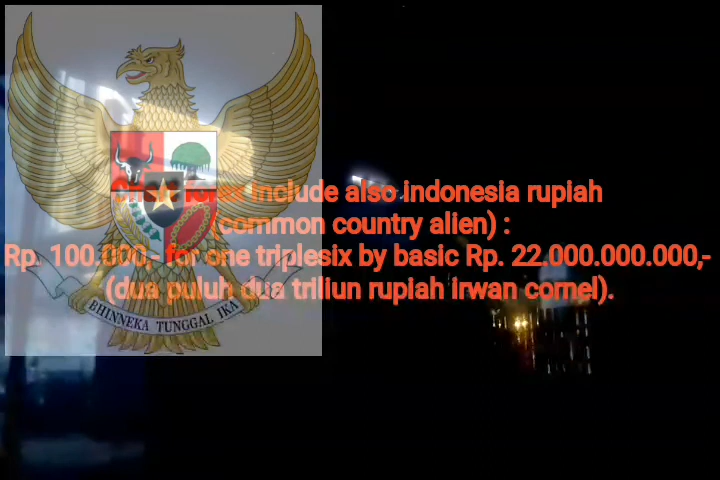 include also indonesia rupiah
(common country alien) :
Rp. 100.000,- for one triplesix by basic Rp. 22.000.000.000,-
(dua puluh dua triliun rupiah irwan cornel).
BHINNEKA TUNGGAL IKA